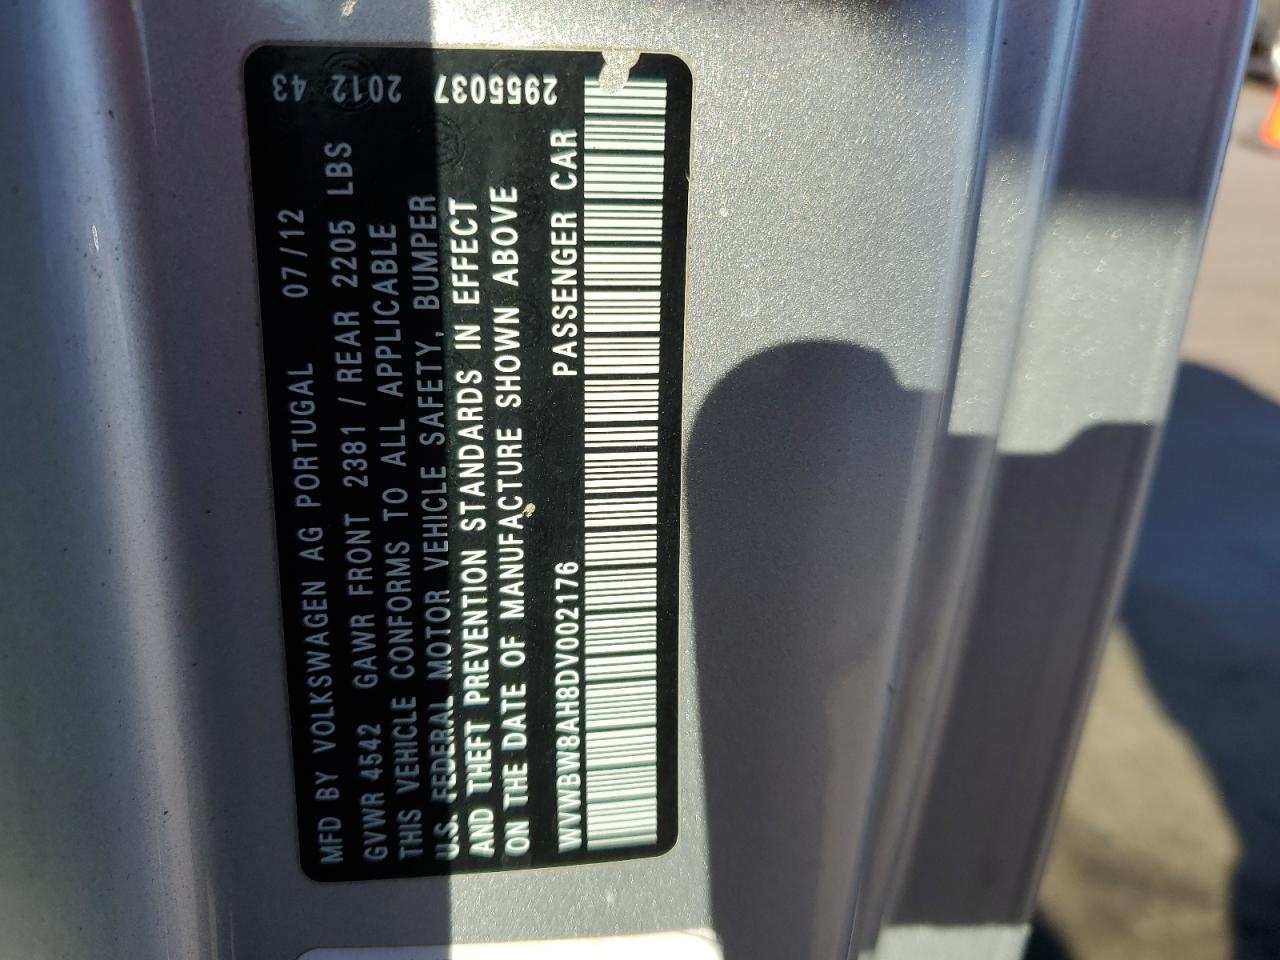 MFD BY VOLKSWAGEN AG PORTUGAL 07/12
GVWR 4542 GAWR FRONT 2381 / REAR 2205 LBS
THIS VEHICLE CONFORMS TO ALL APPLICABLE
U.S. FEDERAL MOTOR VEHICLE SAFETY, BUMPER
AND THEFT PREVENTION STANDARDS IN EFFECT
ON THE DATE OF MANUFACTURE SHOWN ABOVE
WVWBW8AH8DV002176 PASSENGER CAR
2955037 2012 43